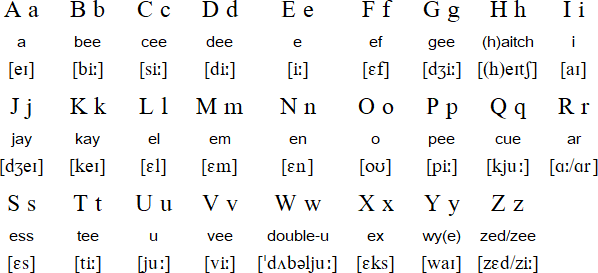 A a B b C c D d E e F f G g H h I i
a bee cee dee e ef gee (h)aitch i
[eɪ] [biː] [siː] [diː] [iː] [ɛf] [dʒiː] [(h)eɪtʃ] [aɪ]
J j K k L l M m N n O o P p Q q R r
jay kay el em en o pee cue ar
[dʒeɪ] [keɪ] [ɛl] [ɛm] [ɛn] [oʊ] [piː] [kjuː] [ɑː/ɑr]
S s T t U u V v W w X x Y y Z z
ess tee u vee double-u ex wy(e) zed/zee
[ɛs] [tiː] [juː] [viː] [ˈdʌbəljuː] [ɛks] [waɪ] [zɛd/ziː]